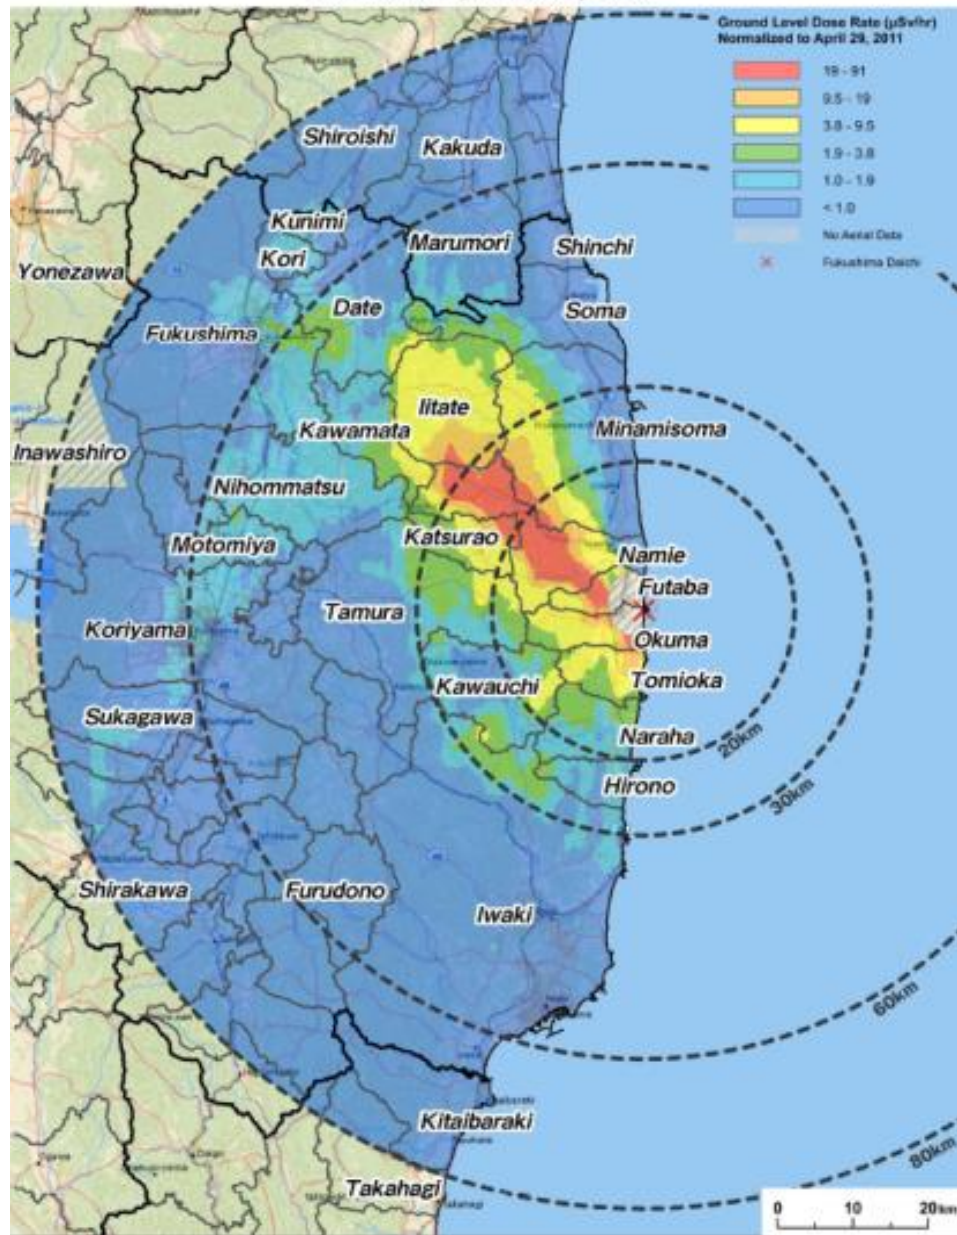 Ground Level Dose Rate (µSv/hr)
Normalized to April 29, 2011
19 - 91
9.5 - 19
3.8 - 9.5
1.9 - 3.8
1.0 - 1.9
< 1.0
No Aerial Data
Fukushima Daiichi
Shiroishi
Kakuda
Kunimi
Marumori
Shinchi
Kori
Yonezawa
Date
Soma
Fukushima
Iitate
Minamisoma
Kawamata
Inawashiro
Nihommatsu
Katsurao
Motomiya
Namie
Futaba
Tamura
Koriyama
Okuma
Tomioka
Kawauchi
Sukagawa
Naraha
20km
Hirono
30km
Shirakawa
Furudono
Iwaki
60km
Kitaibaraki
80km
Takahagi
0 10 20km